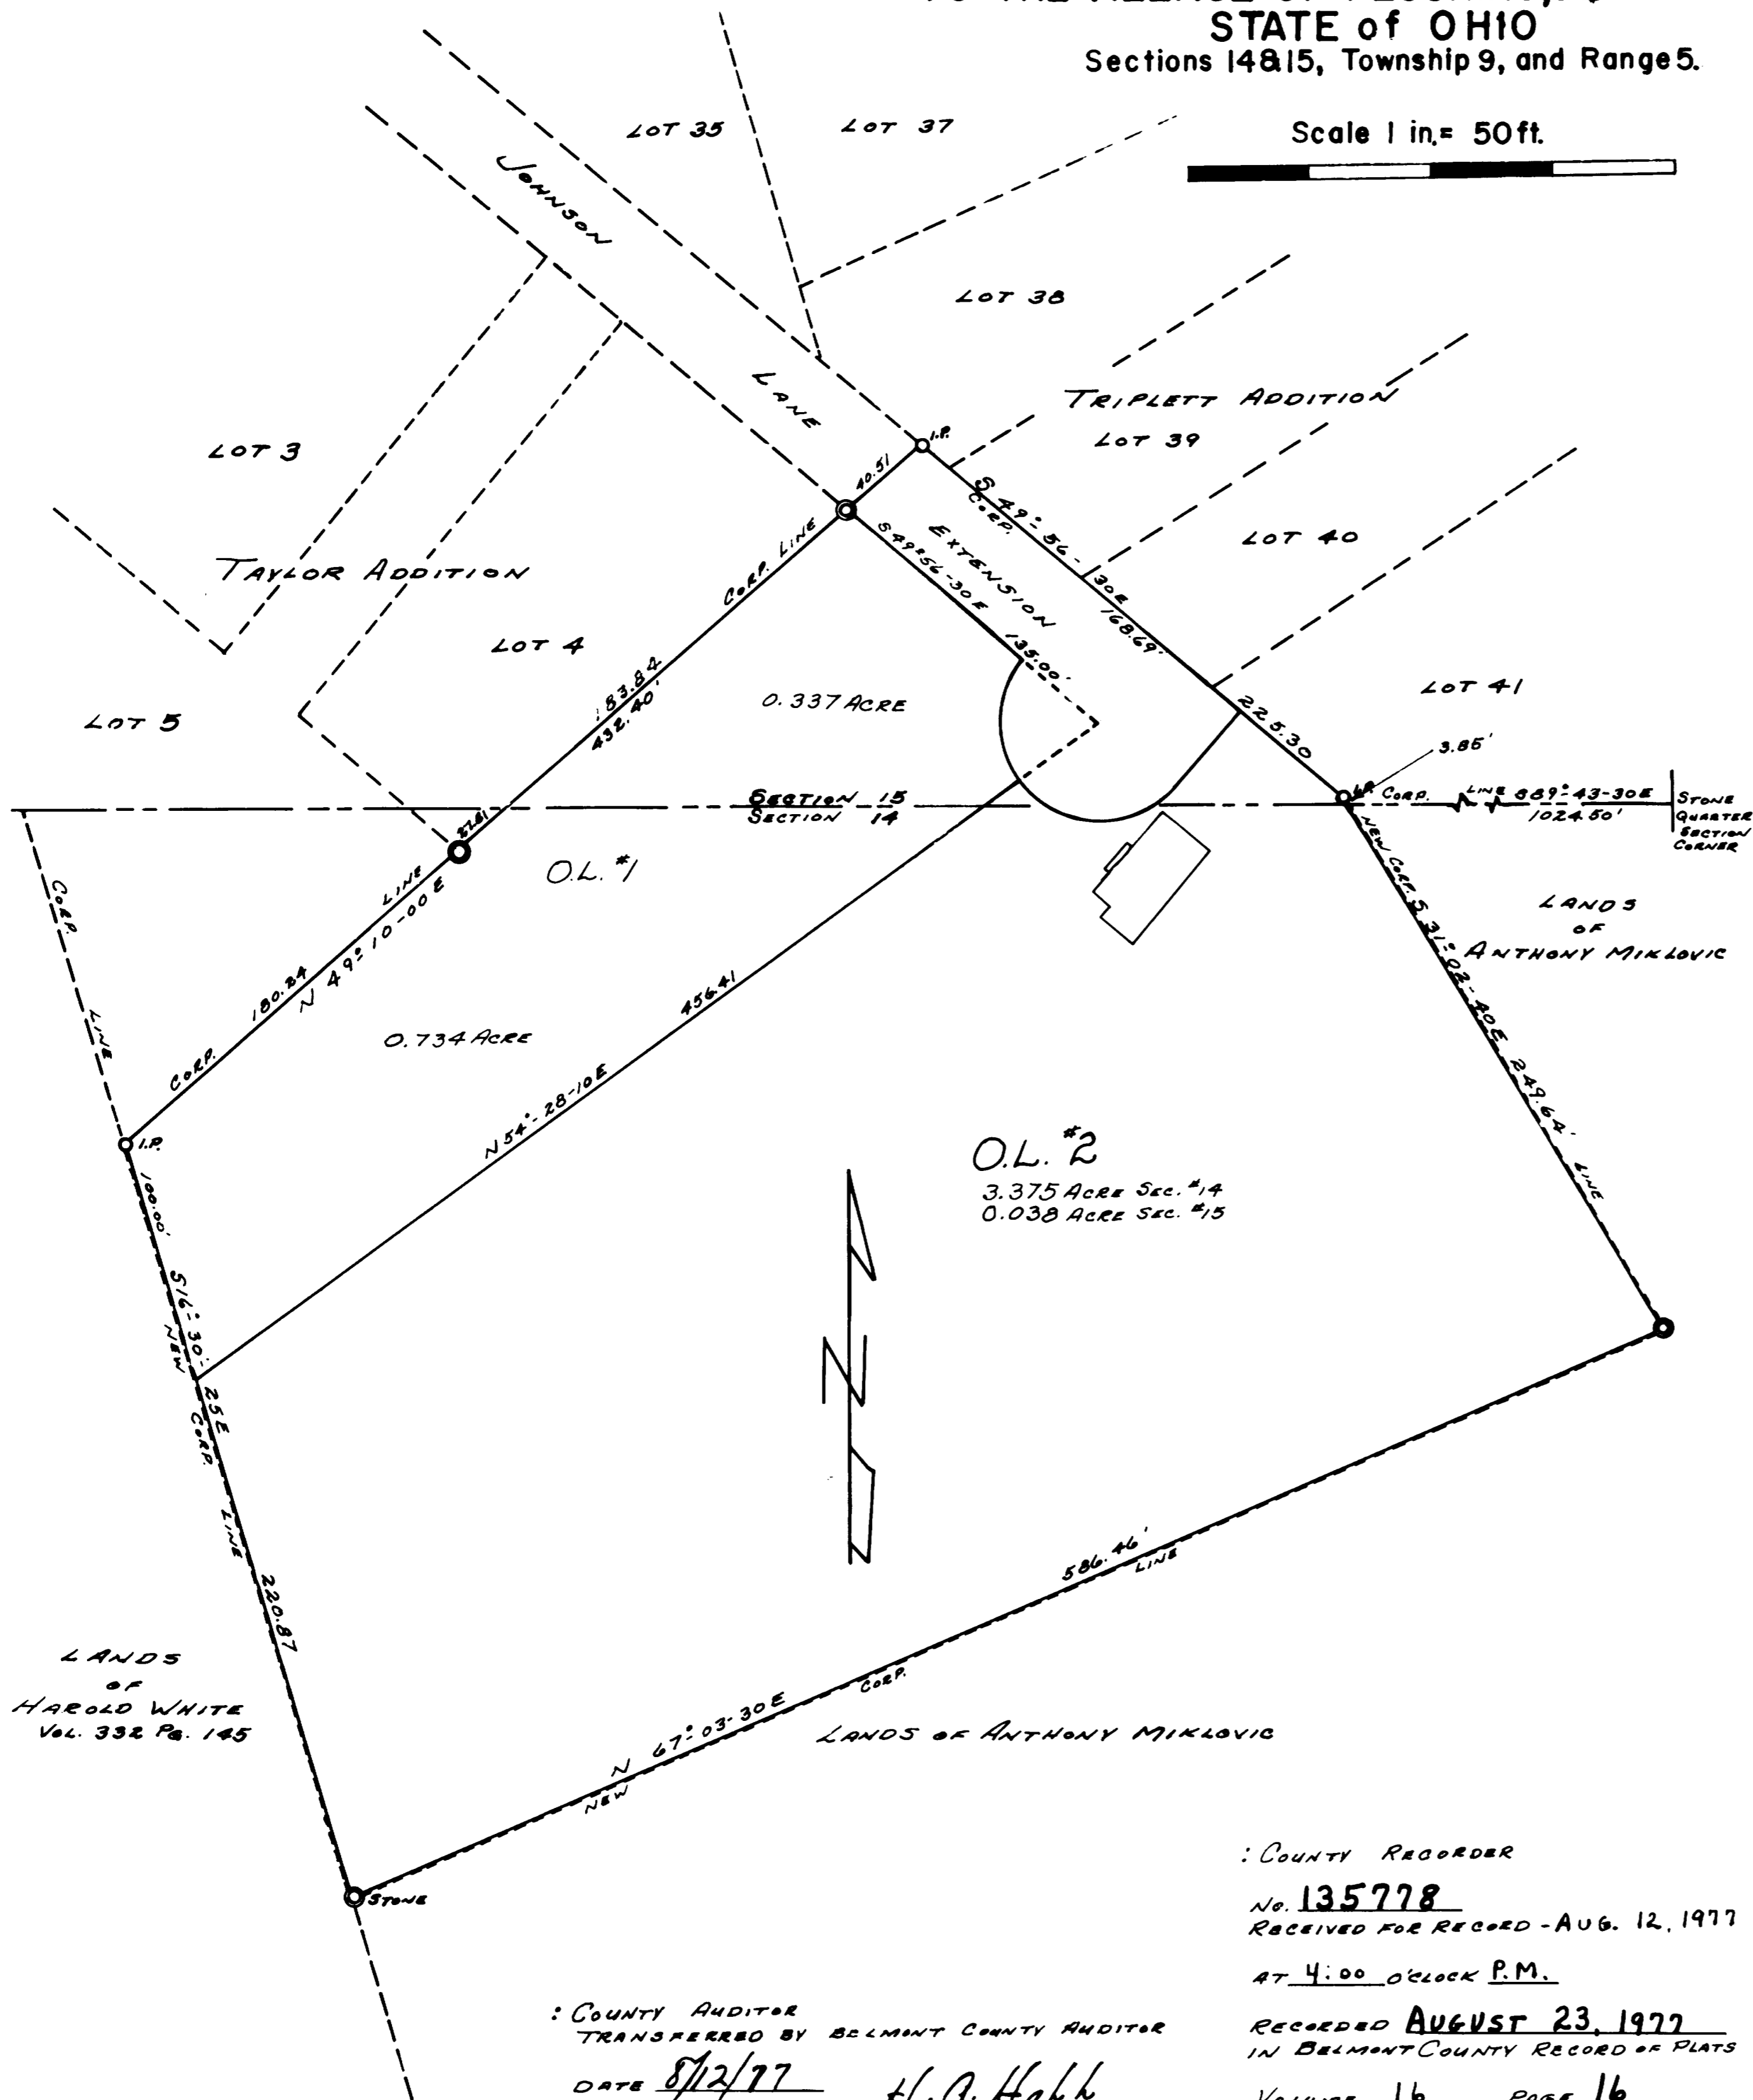 STATE of OHIO
Sections 14&15, Township 9, and Range 5.
Scale 1 in.= 50ft.
LOT 35
LOT 37
JOHNSON
LOT 38
LANE
TRIPLETT ADDITION
LOT 3
I.P.
LOT 39
40.51
S 49°-56-30E
CORP.
168.69'
LOT 40
EXTENSION
S49°56-30E
135.00'
TAYLOR ADDITION
CORP. LINE
LOT 4
183.84
432.40'
0.337 ACRE
LOT 41
LOT 5
225.30
3.85'
SECTION 15
SECTION 14
I.P.
CORP. LINE S89°-43-30E
1024.50'
STONE
QUARTER
SECTION
CORNER
O.L. #1
CORP. LINE
LINE
N 49°-10-00E
180.24
CORP.
NEW CORP. S 31°-02-40E 249.64' LINE
LANDS
OF
ANTHONY MIKLOVIC
456.41
0.734 ACRE
N 54°-28-10E
I.P.
100.00'
S16°-30'-25E
NEW CORP. LINE
220.87
O.L. #2
3.375 ACRE SEC. #14
0.038 ACRE SEC. #15
N
586.46'
LINE
LANDS
OF
HAROLD WHITE
VOL. 332 PG. 145
CORP.
N 67°-03-30E
NEW
LANDS OF ANTHONY MIKLOVIC
STONE
: COUNTY RECORDER
No. 135778
RECEIVED FOR RECORD - AUG. 12, 1977
AT 4:00 O'CLOCK P.M.
: COUNTY AUDITOR
TRANSFERRED BY BELMONT COUNTY AUDITOR
RECORDED AUGUST 23, 1977
IN BELMONT COUNTY RECORD OF PLATS
DATE 8/12/77
VOLUME 16 PAGE 16